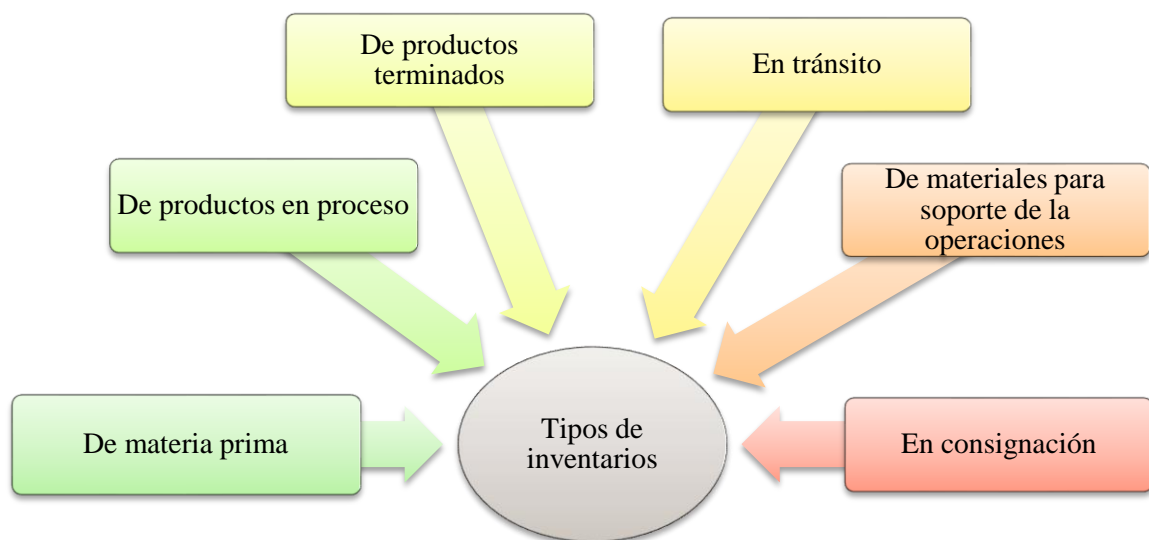 De productos
terminados
En tránsito
De productos en proceso
De materiales para
soporte de la
operaciones
De materia prima
Tipos de
inventarios
En consignación